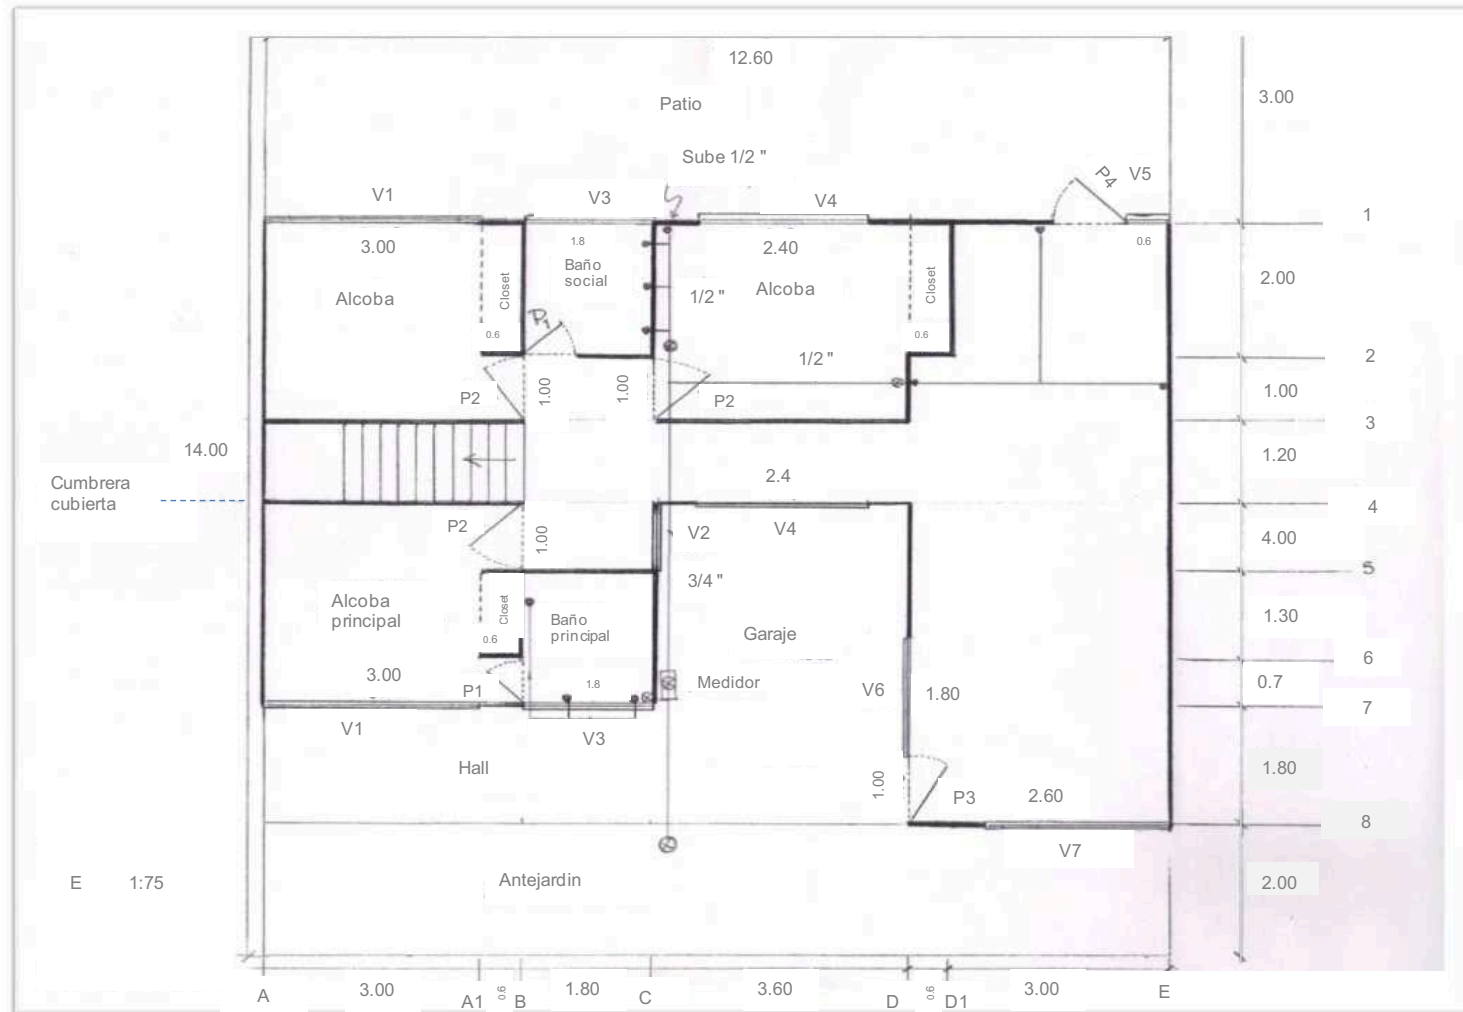 12.60
3.00
Patio
Sube 1/2 "
P4
V5
V1
V3
V4
1
3.00
1.8
2.40
0.6
Baño
social
2.00
Alcoba
Closet
1/2 "
Alcoba
Closet
P1
0.6
0.6
1/2 "
2
1.00
1.00
1.00
P2
P2
3
14.00
1.20
Cumbrera
cubierta
2.4
4
P2
1.00
V2
V4
4.00
5
3/4 "
Alcoba
principal
Closet
Baño
principal
1.30
0.6
Garaje
6
3.00
P1
1.8
Medidor
V6
1.80
0.7
7
V1
V3
Hall
1.80
1.00
P3
2.60
8
V7
E 1:75
Antejardin
2.00
A
3.00
A1
0.6
B
1.80
C
3.60
D
0.6
D1
3.00
E